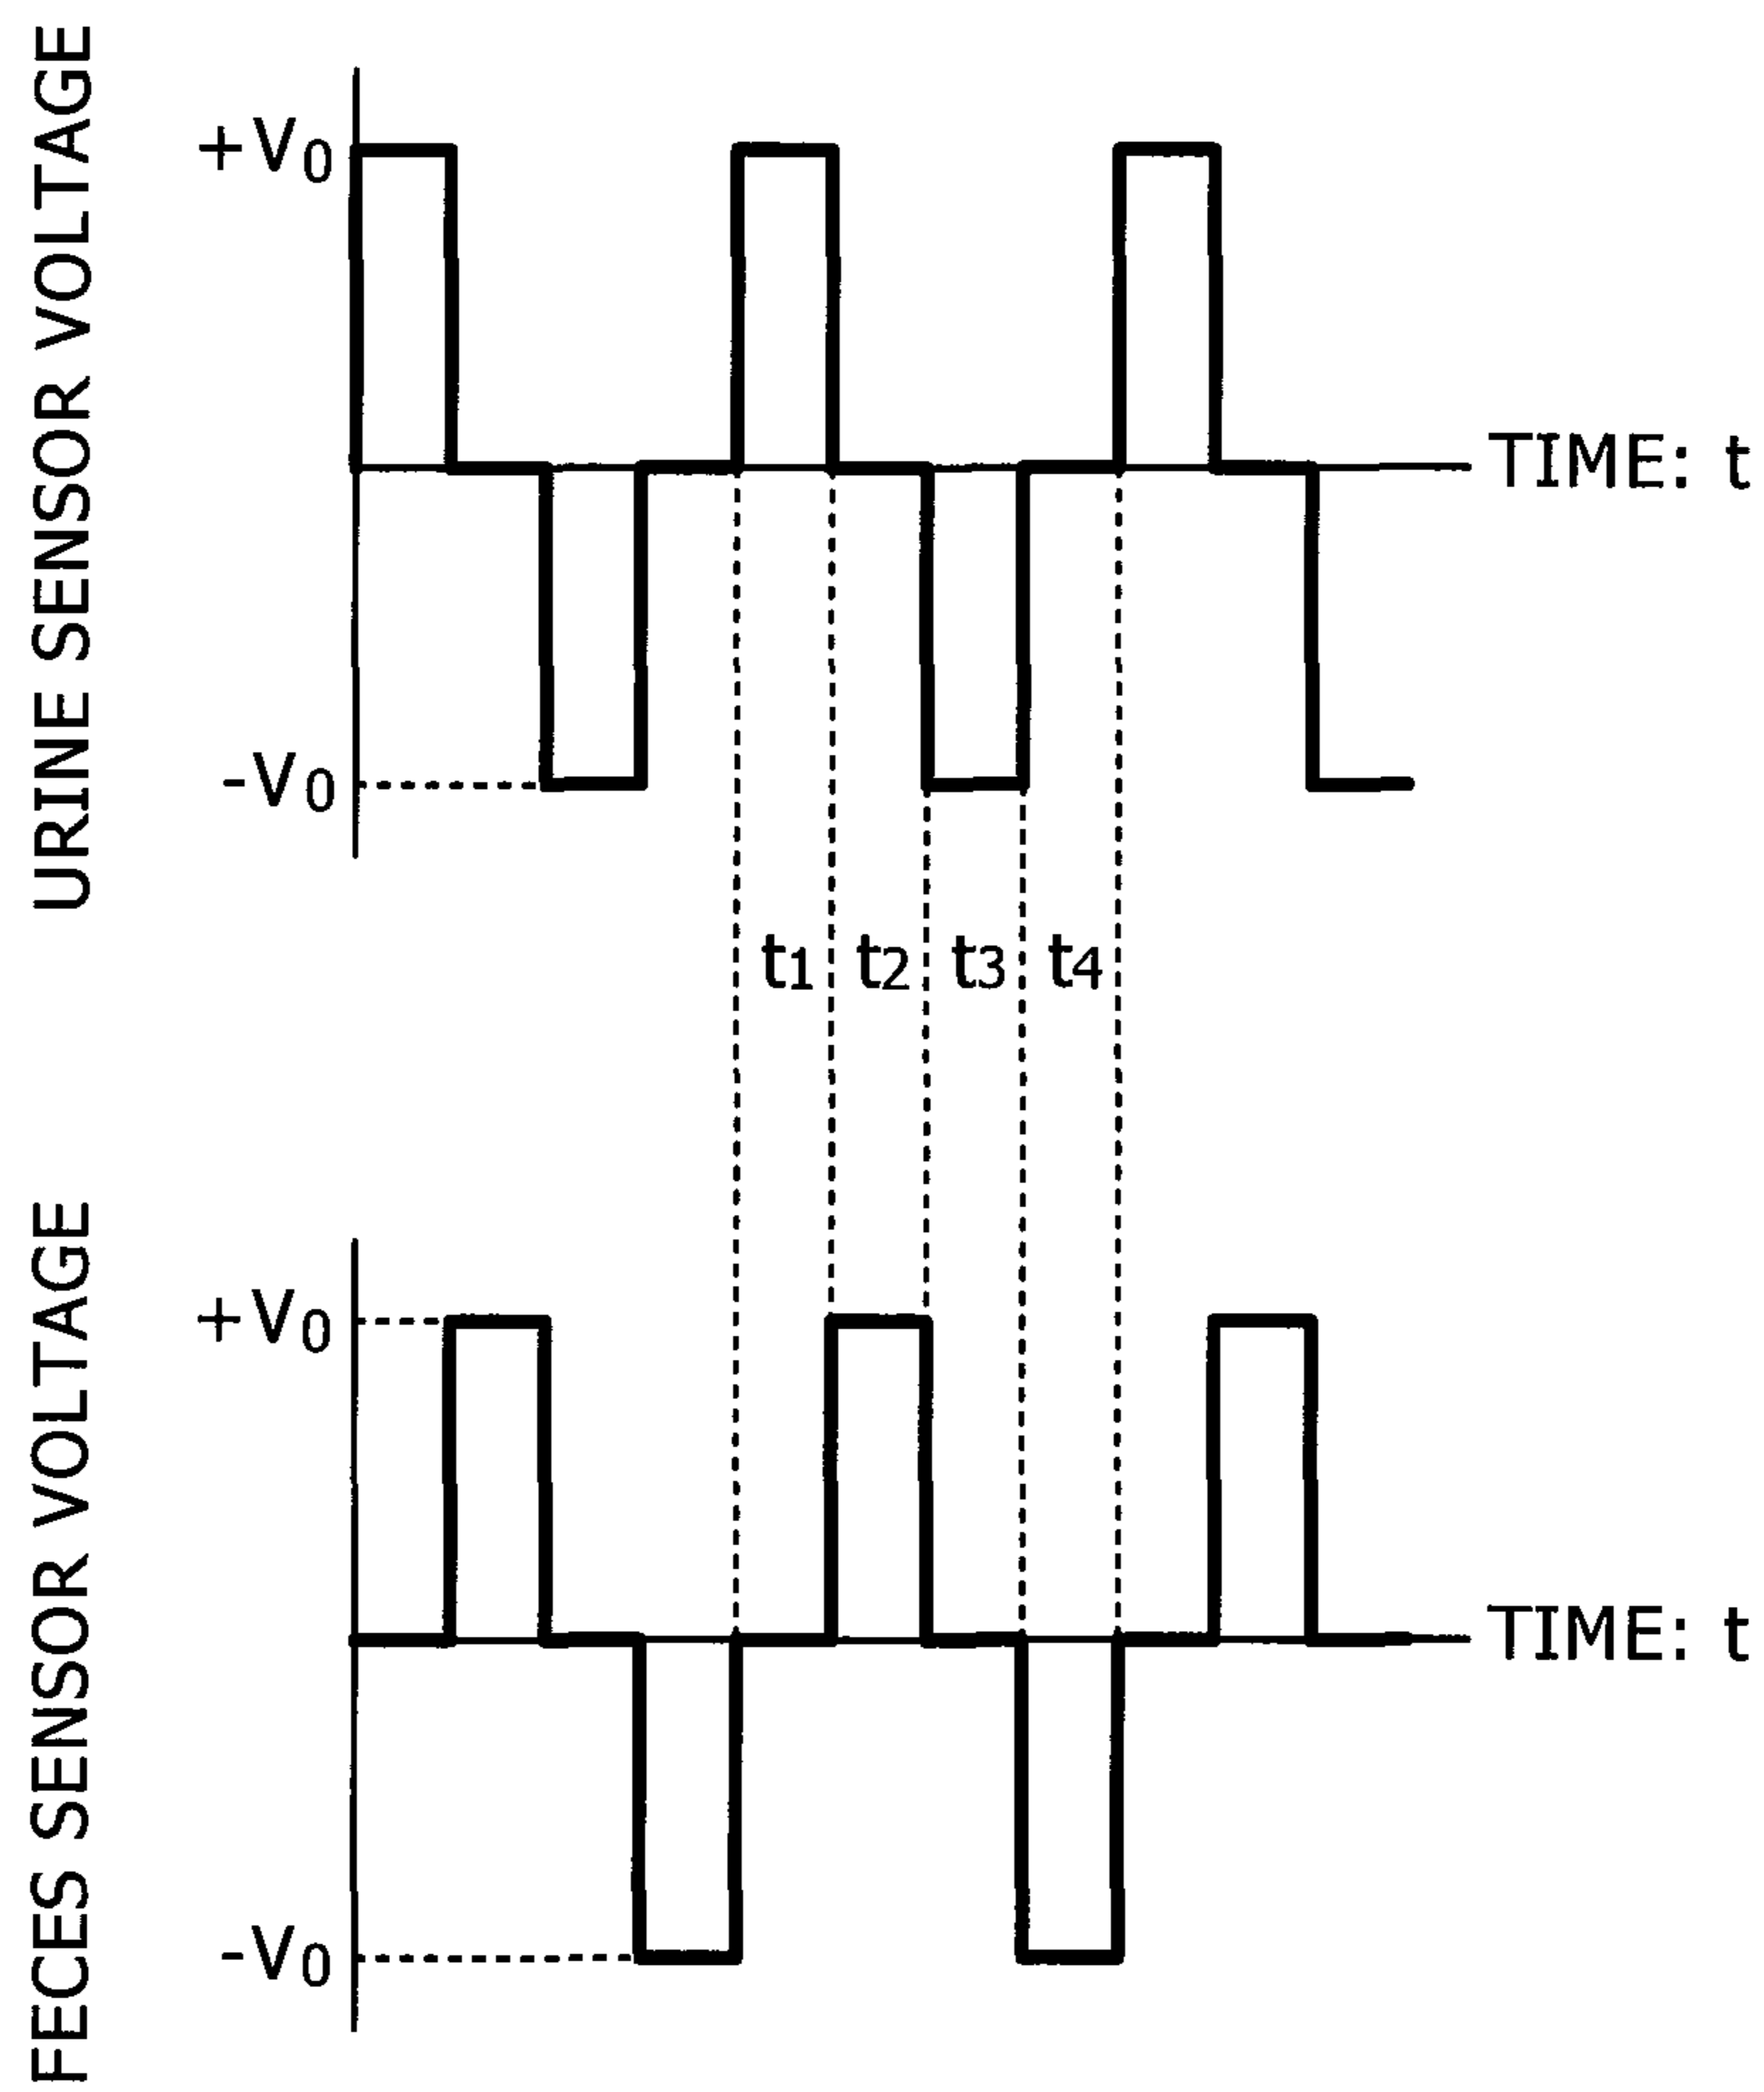 URINE SENSOR VOLTAGE
+V0
TIME: t
-V0
t1 t2 t3 t4
FECES SENSOR VOLTAGE
+V0
TIME: t
-V0